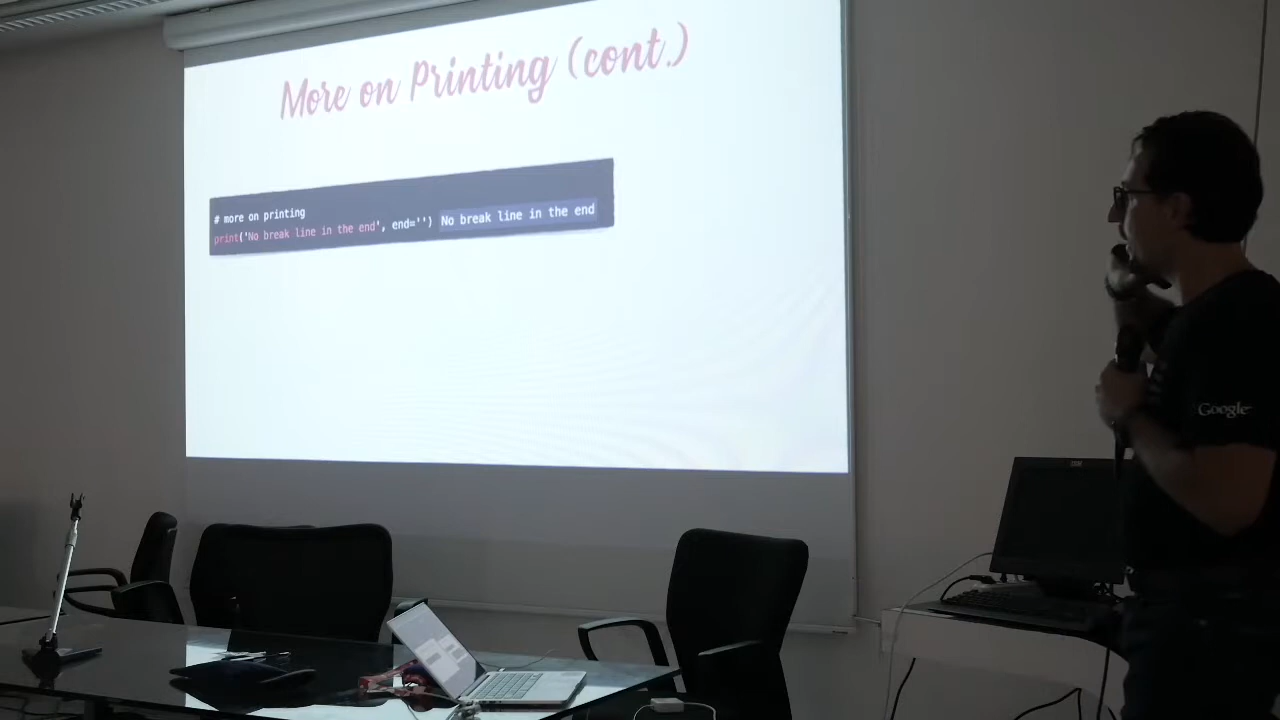 More on Printing (cont.)
# more on printing
print('No break line in the end', end='') No break line in the end
Google
IBM